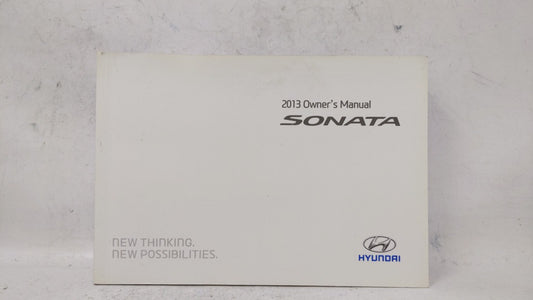 2013 Owner's Manual
SONATA
NEW THINKING.
NEW POSSIBILITIES.
HYUNDAI